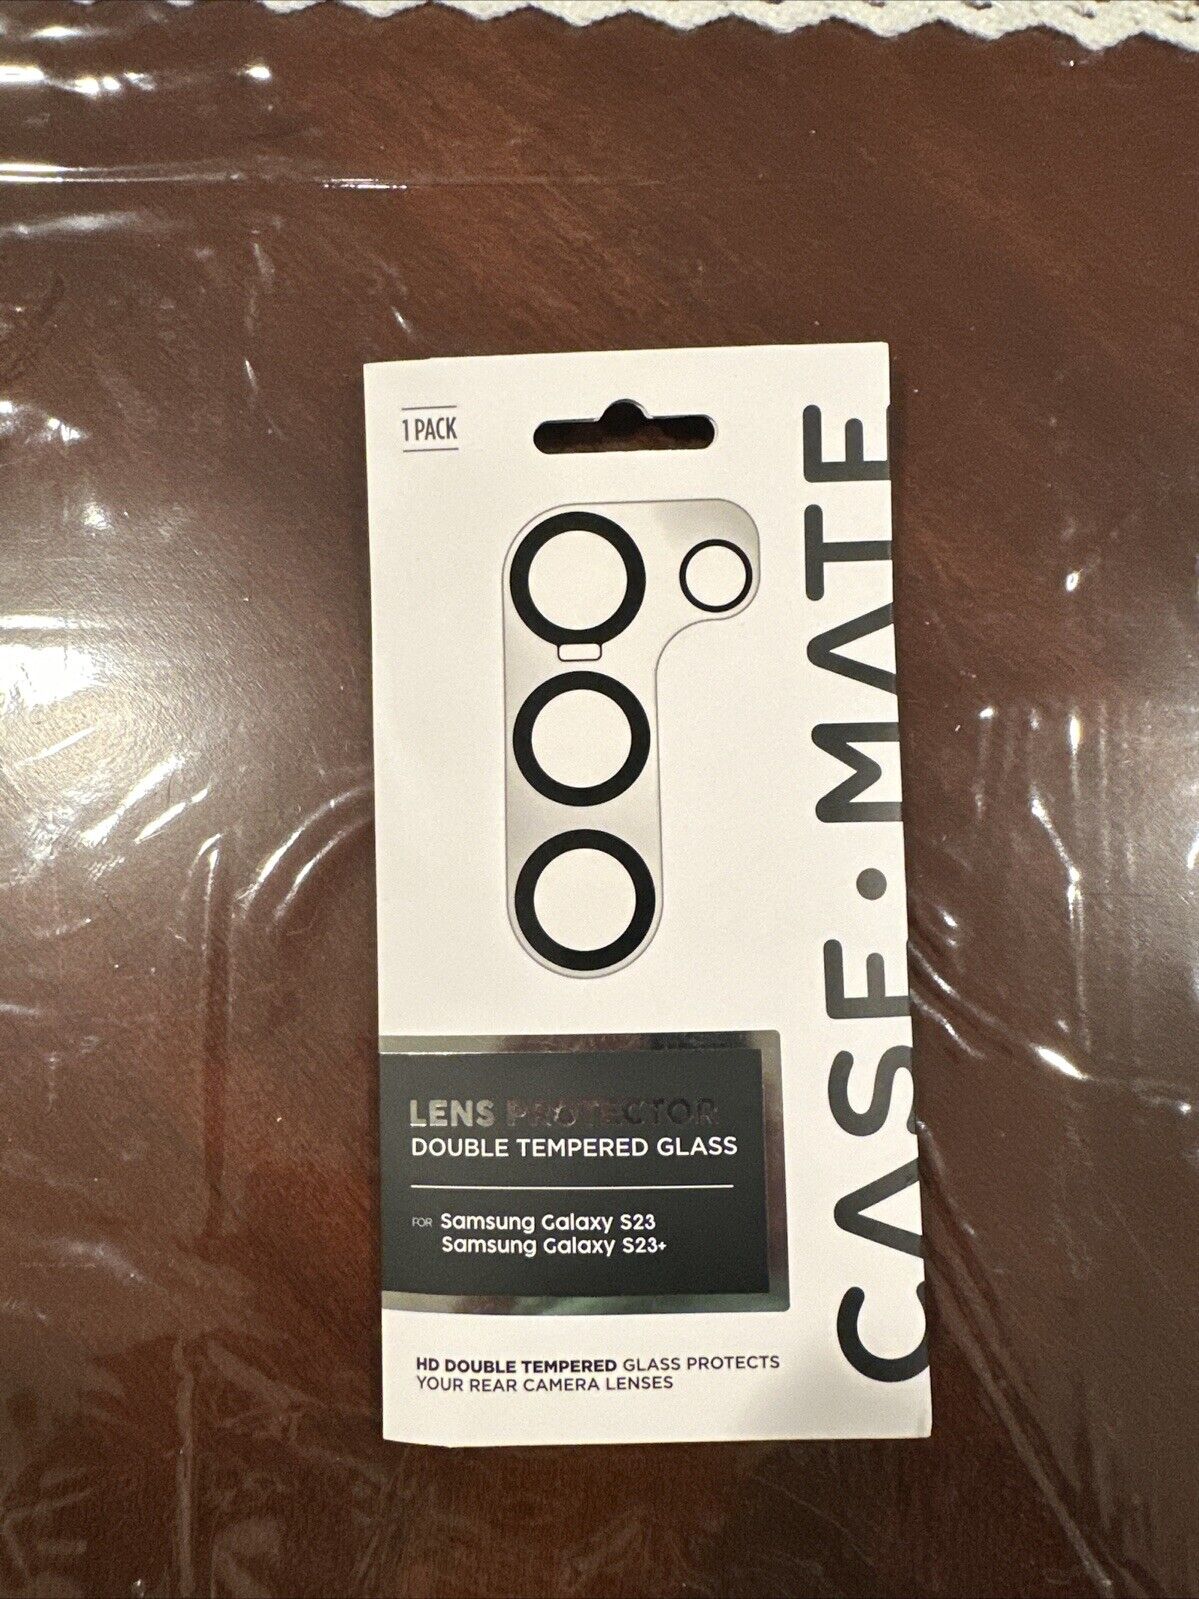 1 PACK
CASE·MATE
LENS PROTECTOR
DOUBLE TEMPERED GLASS
FOR Samsung Galaxy S23
Samsung Galaxy S23+
HD DOUBLE TEMPERED GLASS PROTECTS
YOUR REAR CAMERA LENSES